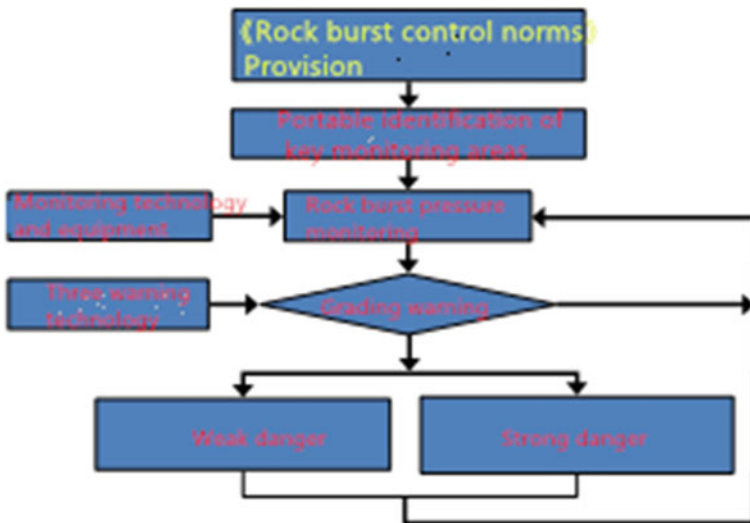 《Rock burst control norms》
Provision
Portable identification of
key monitoring areas
Monitoring technology
and equipment
Rock burst pressure
monitoring
Three warning
technology
Grading warning
Weak danger
Strong danger